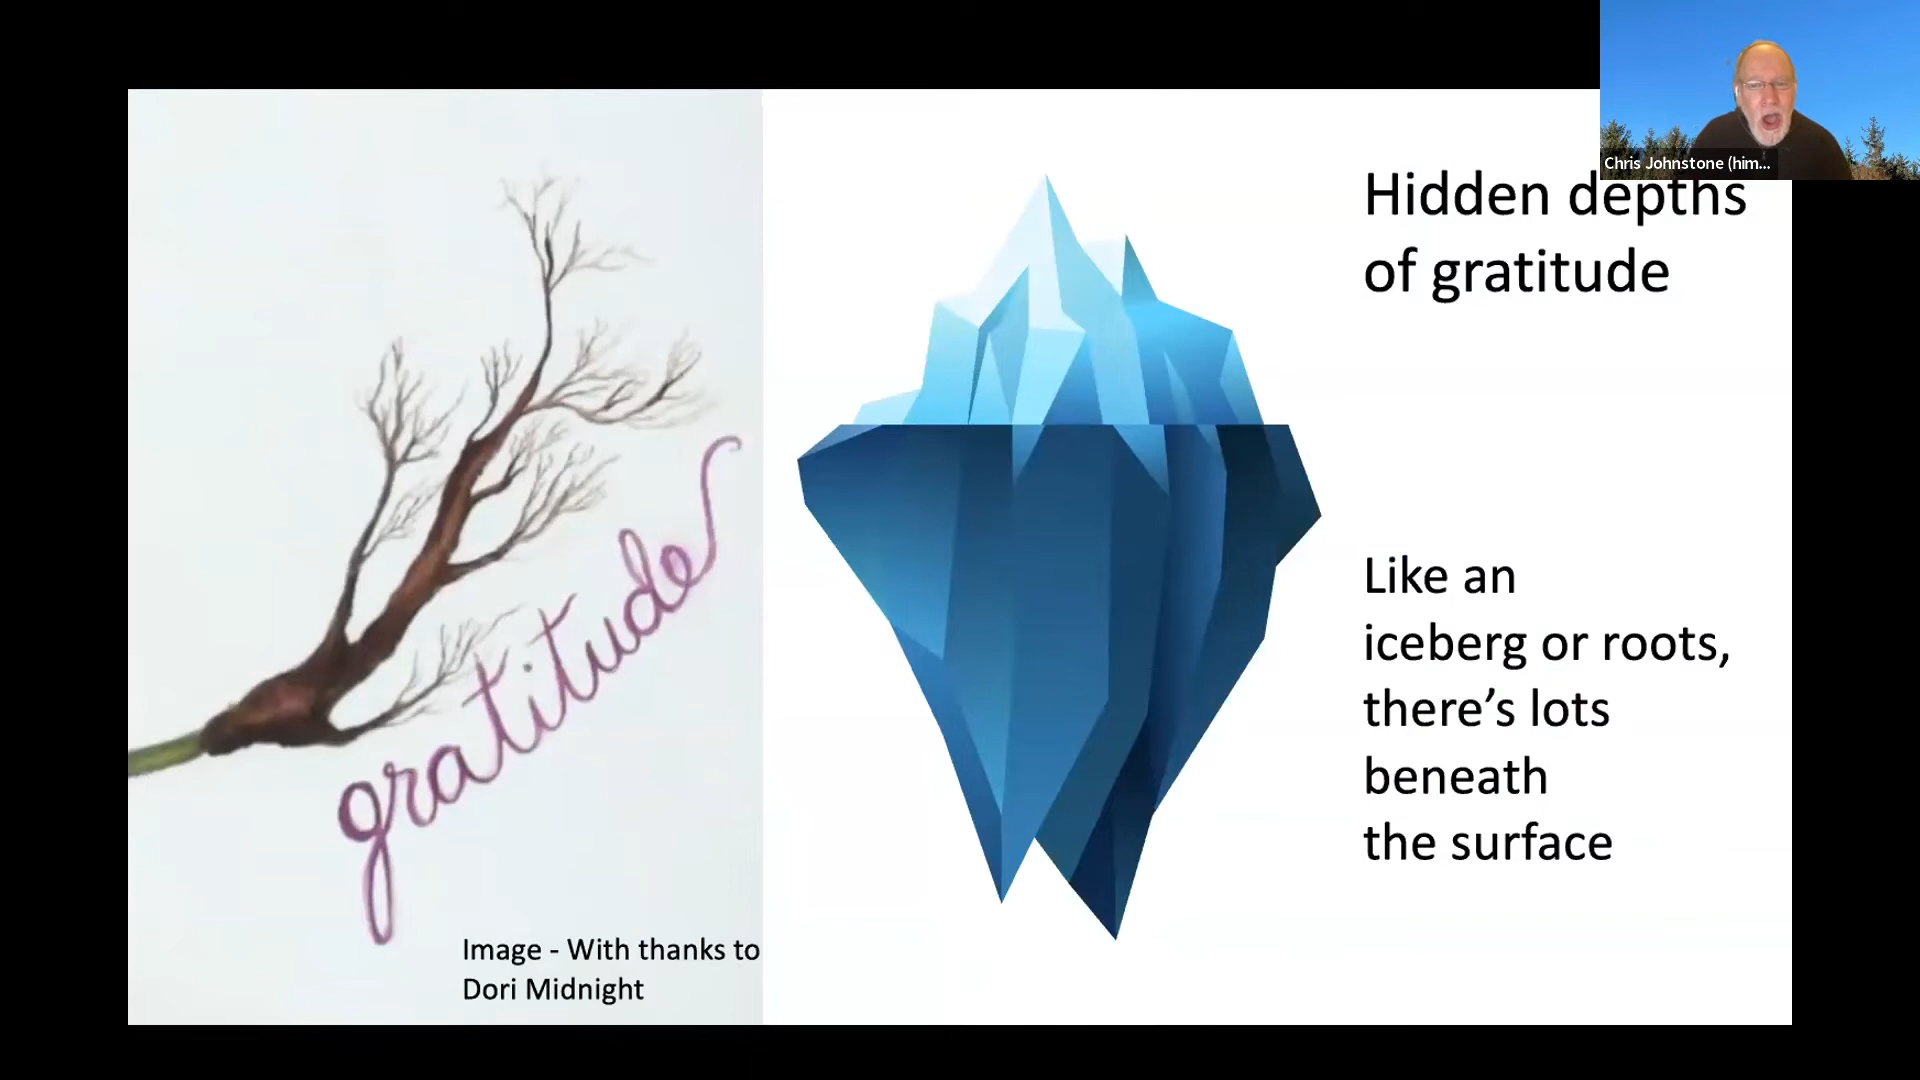 Chris Johnstone (him...
Hidden depths
of gratitude
gratitude
Like an
iceberg or roots,
there’s lots
beneath
the surface
Image - With thanks to
Dori Midnight